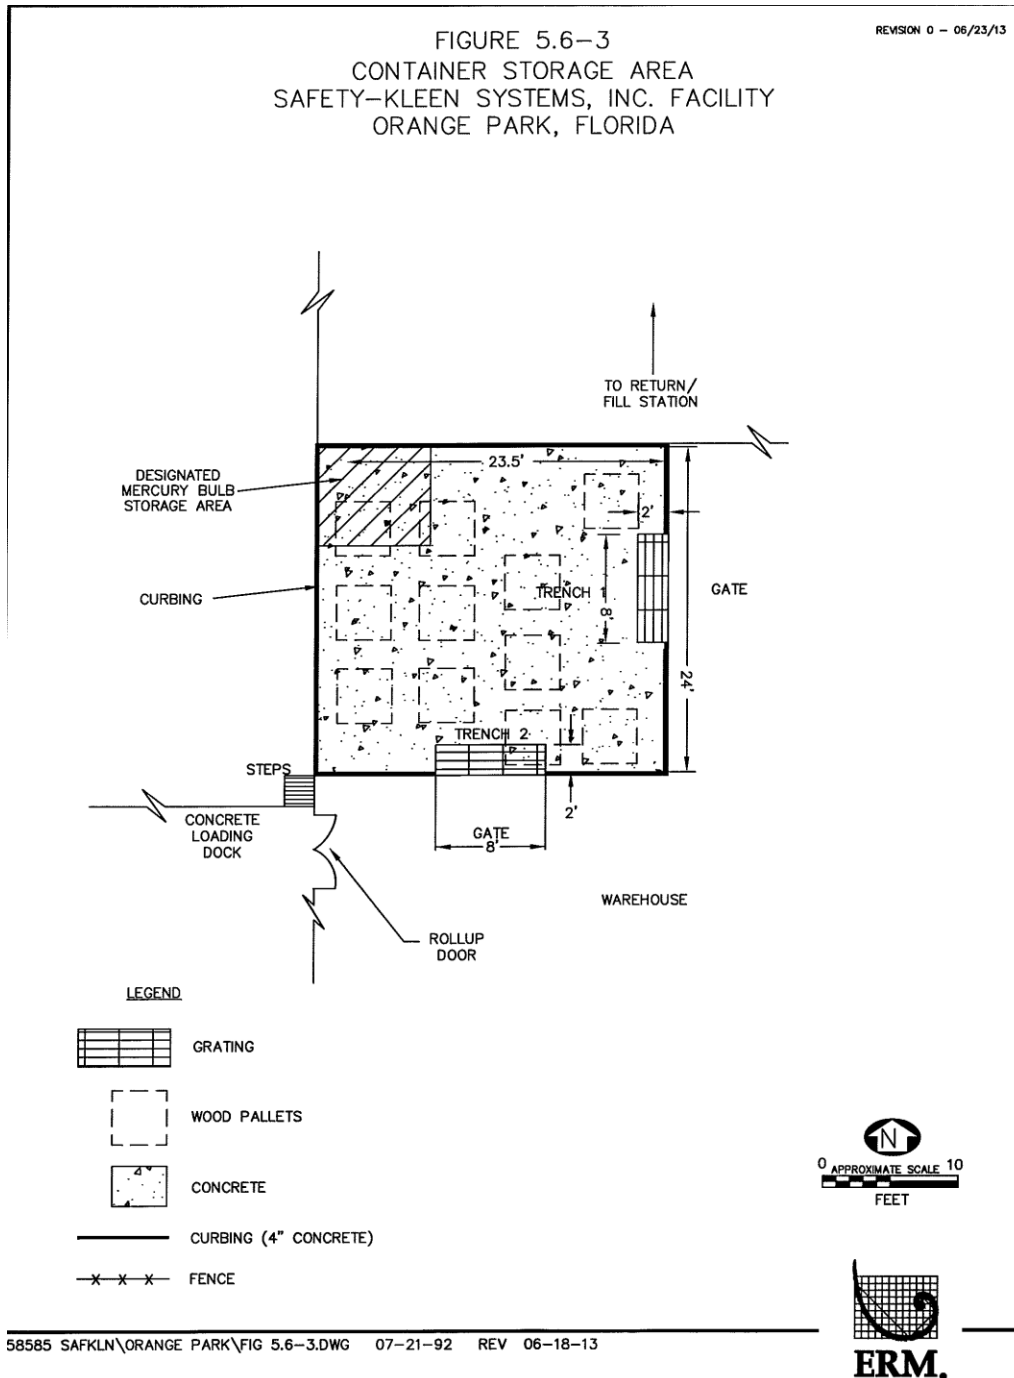 REVISION 0 - 06/23/13
FIGURE 5.6-3
CONTAINER STORAGE AREA
SAFETY-KLEEN SYSTEMS, INC. FACILITY
ORANGE PARK, FLORIDA
TO RETURN/
FILL STATION
23.5'
DESIGNATED
MERCURY BULB
STORAGE AREA
2'
CURBING
TRENCH 1
8'
GATE
24'
TRENCH 2
STEPS
2'
CONCRETE
LOADING
DOCK
GATE
8'
WAREHOUSE
ROLLUP
DOOR
LEGEND
GRATING
WOOD PALLETS
CONCRETE
CURBING (4" CONCRETE)
FENCE
N
0 APPROXIMATE SCALE 10
FEET
58585 SAFKLN\ORANGE PARK\FIG 5.6-3.DWG 07-21-92 REV 06-18-13
ERM.